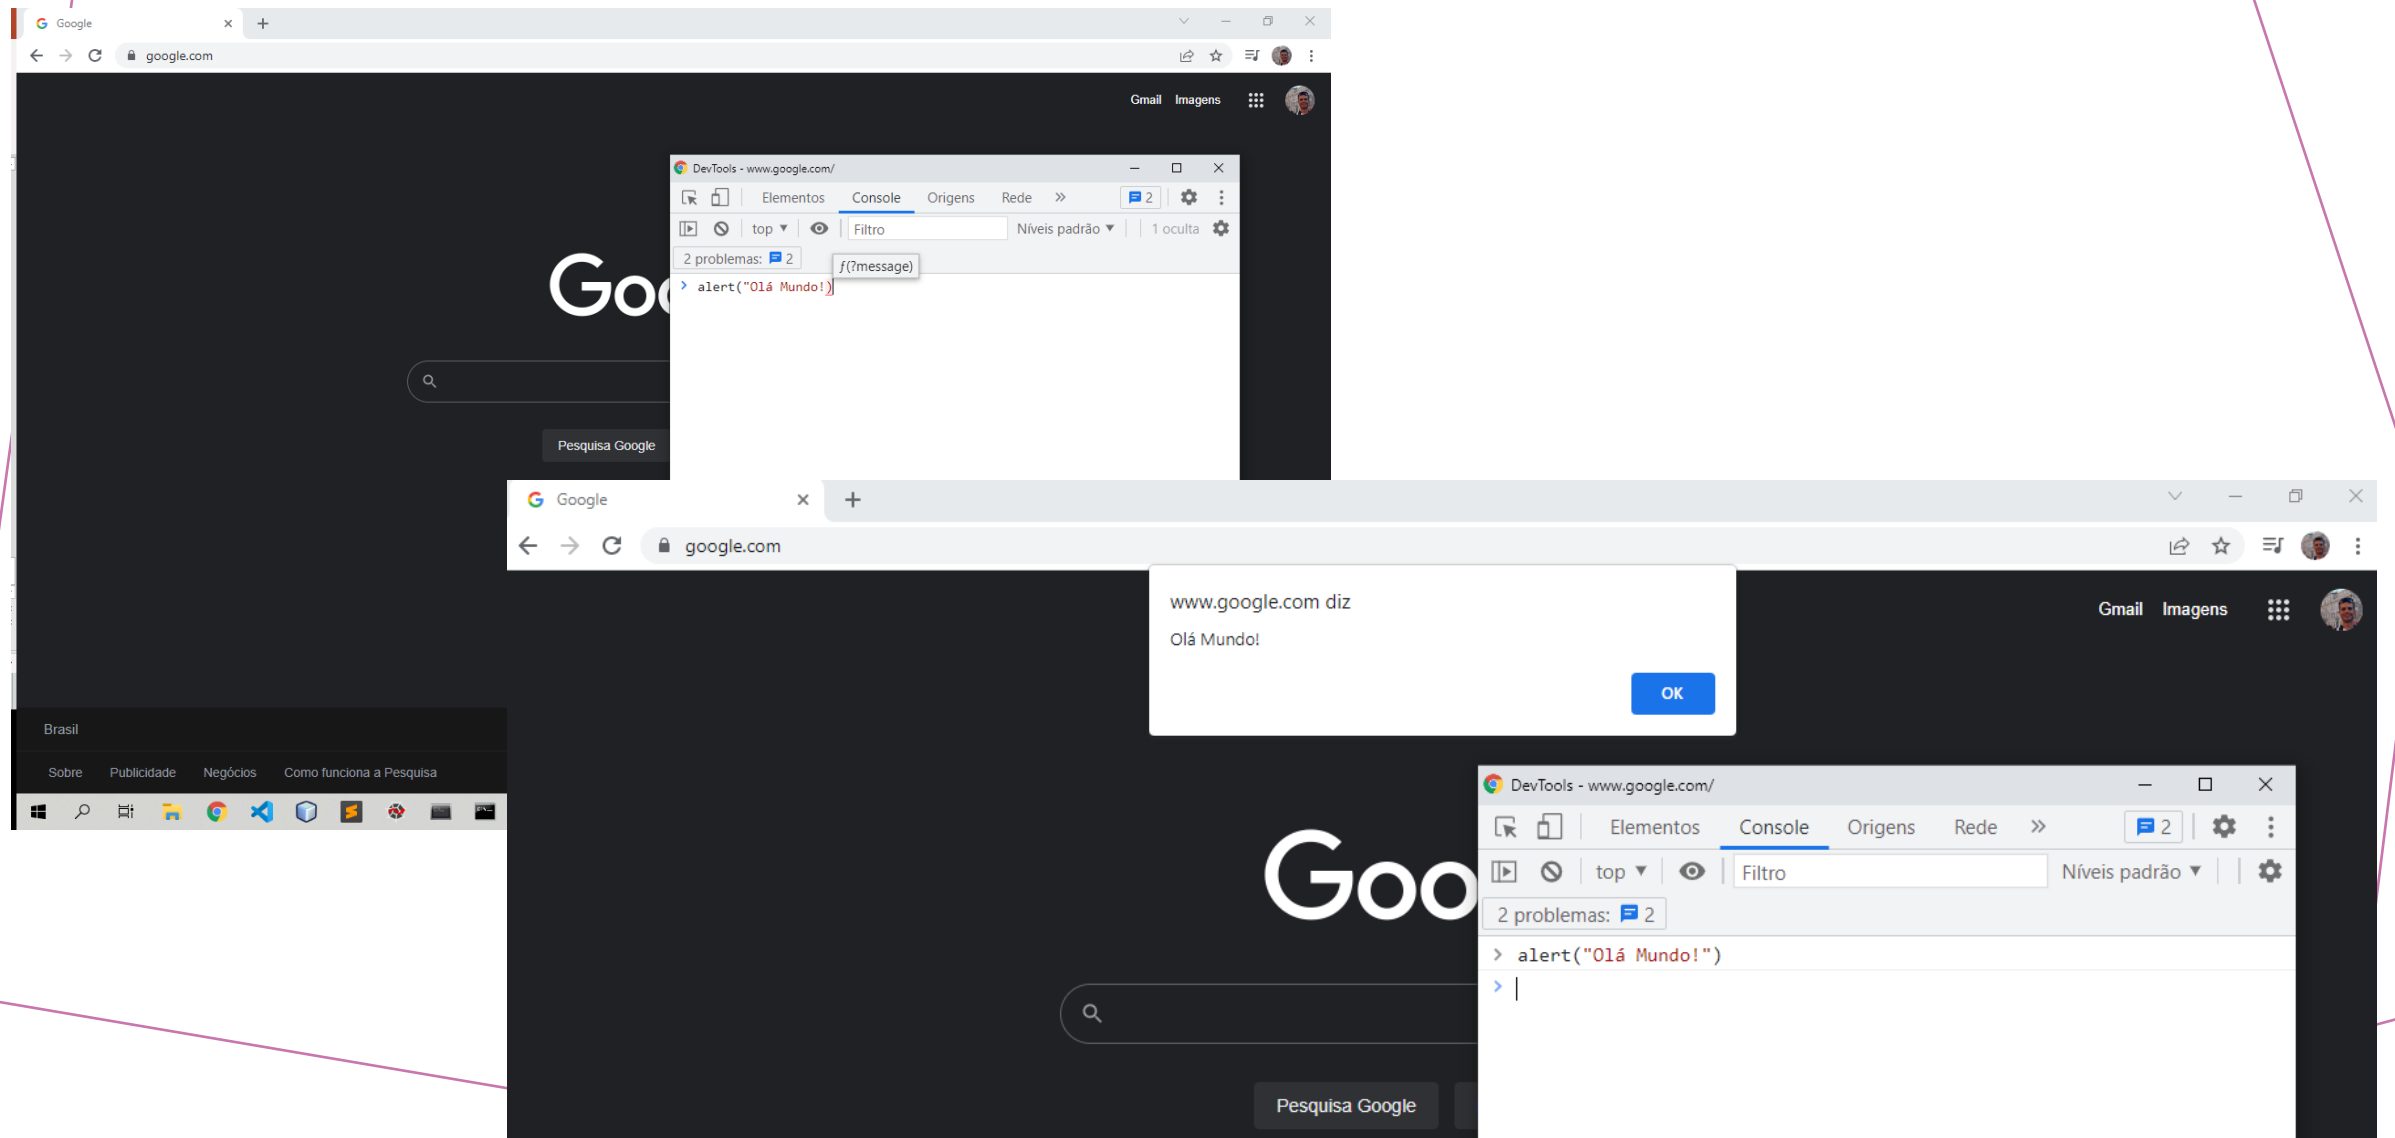 Google
google.com
Gmail Imagens
DevTools - www.google.com/
Elementos Console Origens Rede 2
top Filtro Níveis padrão 1 oculta
2 problemas: 2
ƒ(?message)
alert("Olá Mundo!)
Goo
Pesquisa Google
Brasil
Sobre Publicidade Negócios Como funciona a Pesquisa
Google
google.com
www.google.com diz
Olá Mundo!
OK
Gmail Imagens
DevTools - www.google.com/
Elementos Console Origens Rede 2
top Filtro Níveis padrão
2 problemas: 2
alert("Olá Mundo!")
Goo
Pesquisa Google